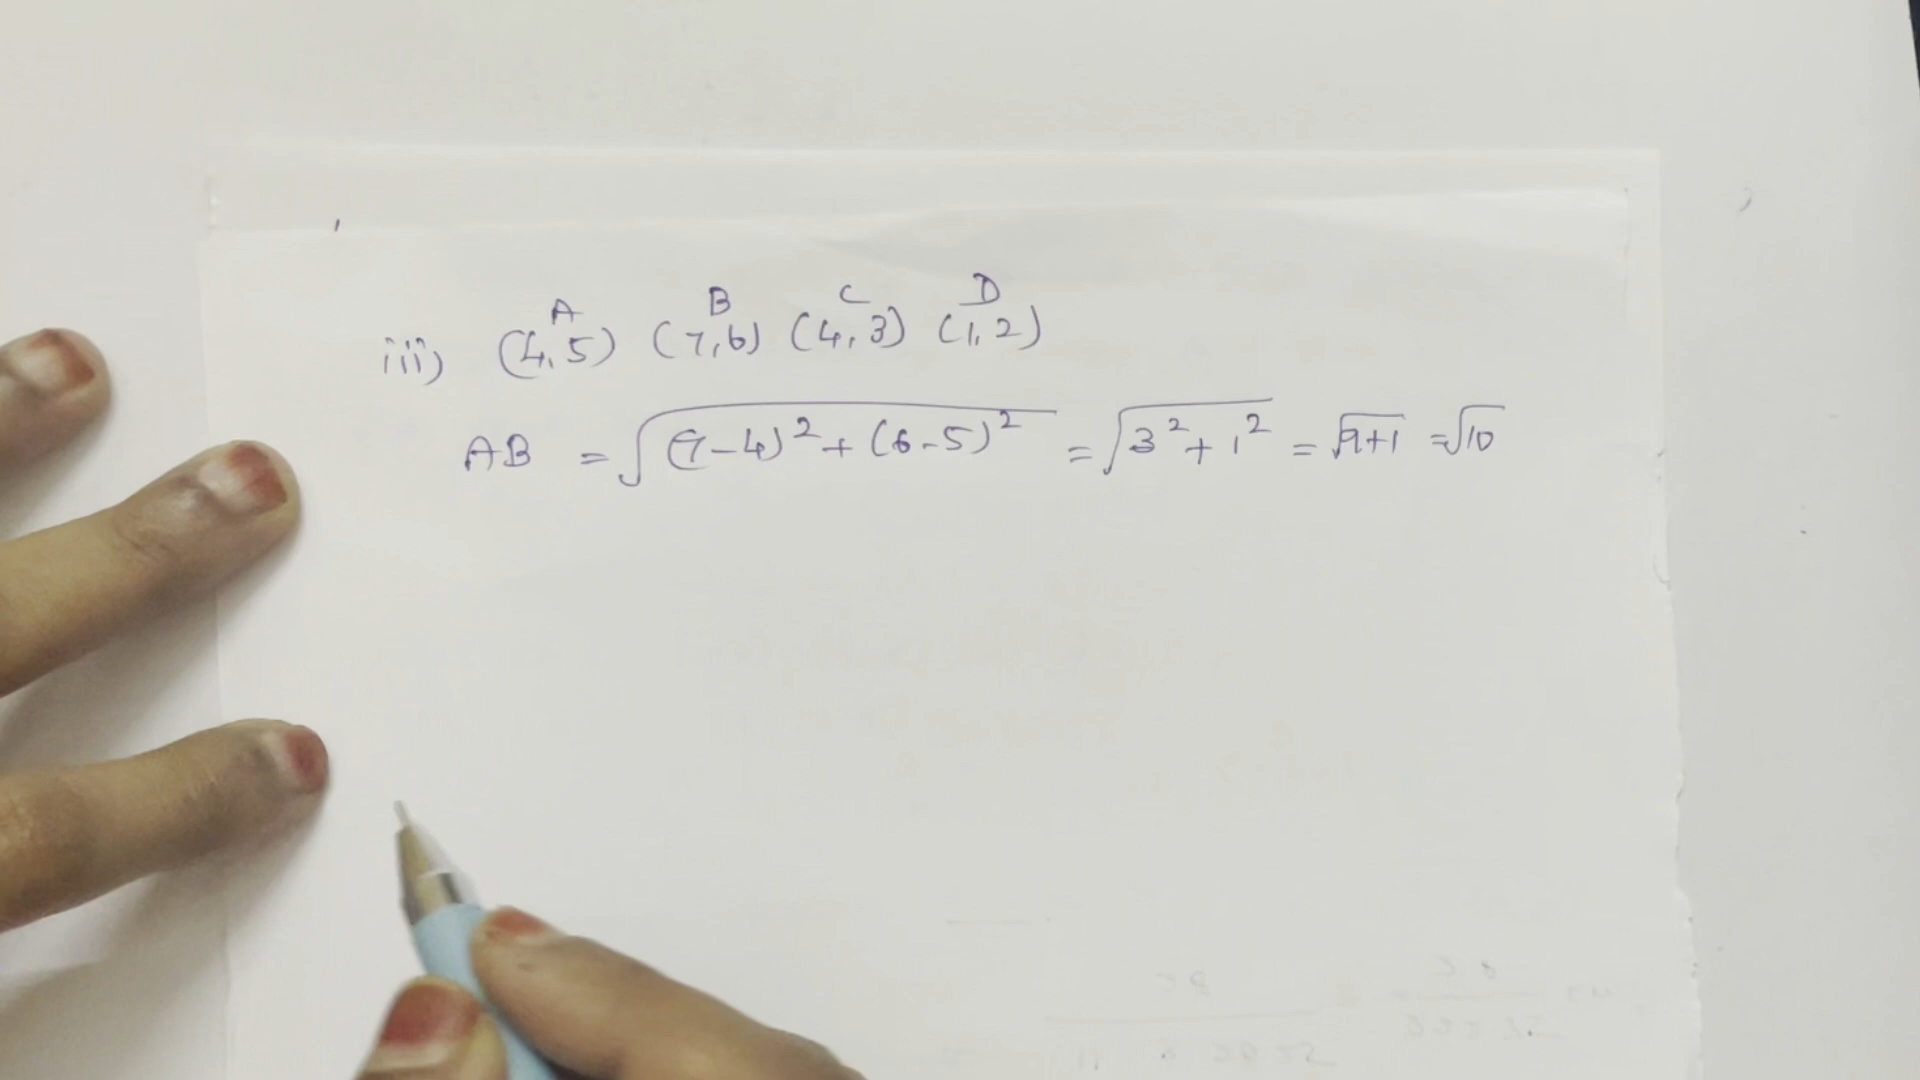 A B C D
iii) (4,5) (7,6) (4,3) (1,2)
AB = √(7-4)² + (6-5)² = √3² + 1² = √9+1 = √10